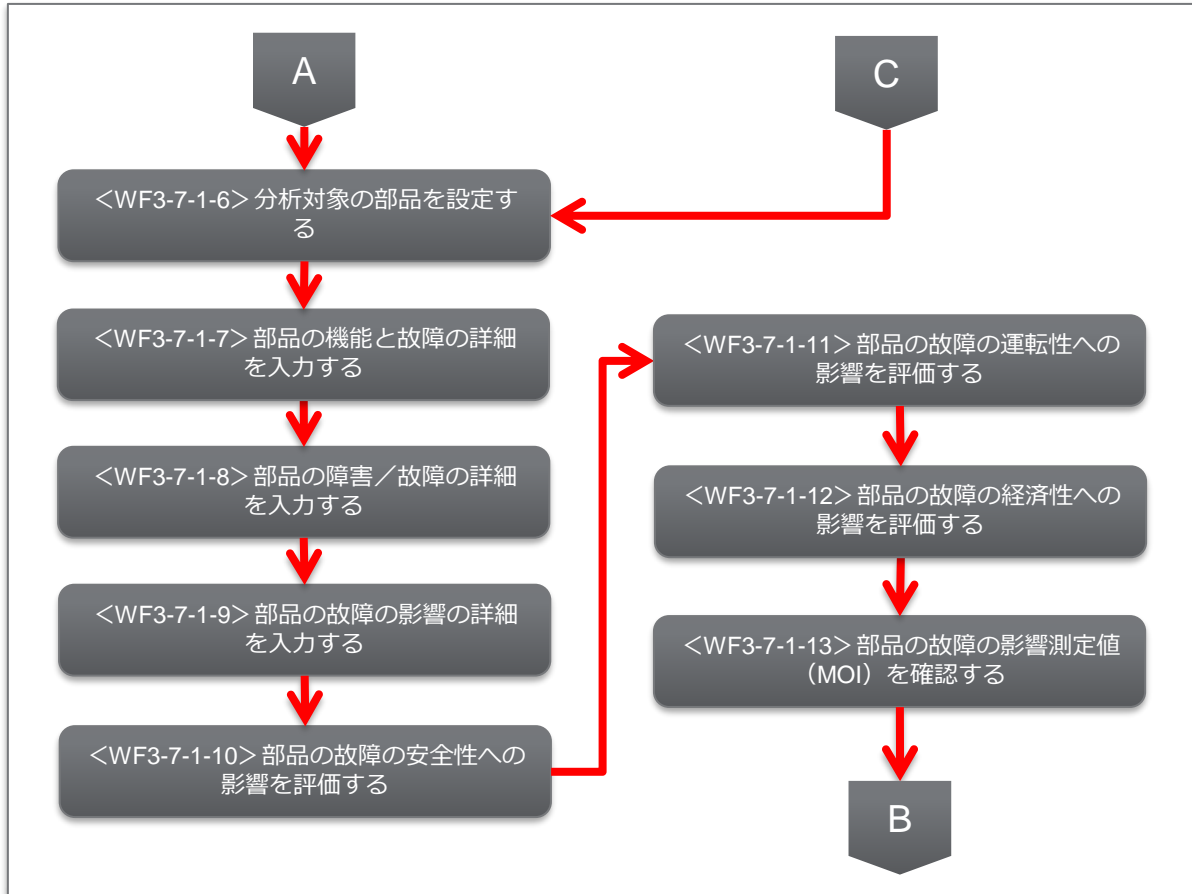 A
C
＜WF3-7-1-6＞分析対象の部品を設定す
る
＜WF3-7-1-7＞部品の機能と故障の詳細
を入力する
＜WF3-7-1-8＞部品の障害／故障の詳細
を入力する
＜WF3-7-1-9＞部品の故障の影響の詳細
を入力する
＜WF3-7-1-10＞部品の故障の安全性への
影響を評価する
＜WF3-7-1-11＞部品の故障の運転性への
影響を評価する
＜WF3-7-1-12＞部品の故障の経済性への
影響を評価する
＜WF3-7-1-13＞部品の故障の影響測定値
（MOI）を確認する
B